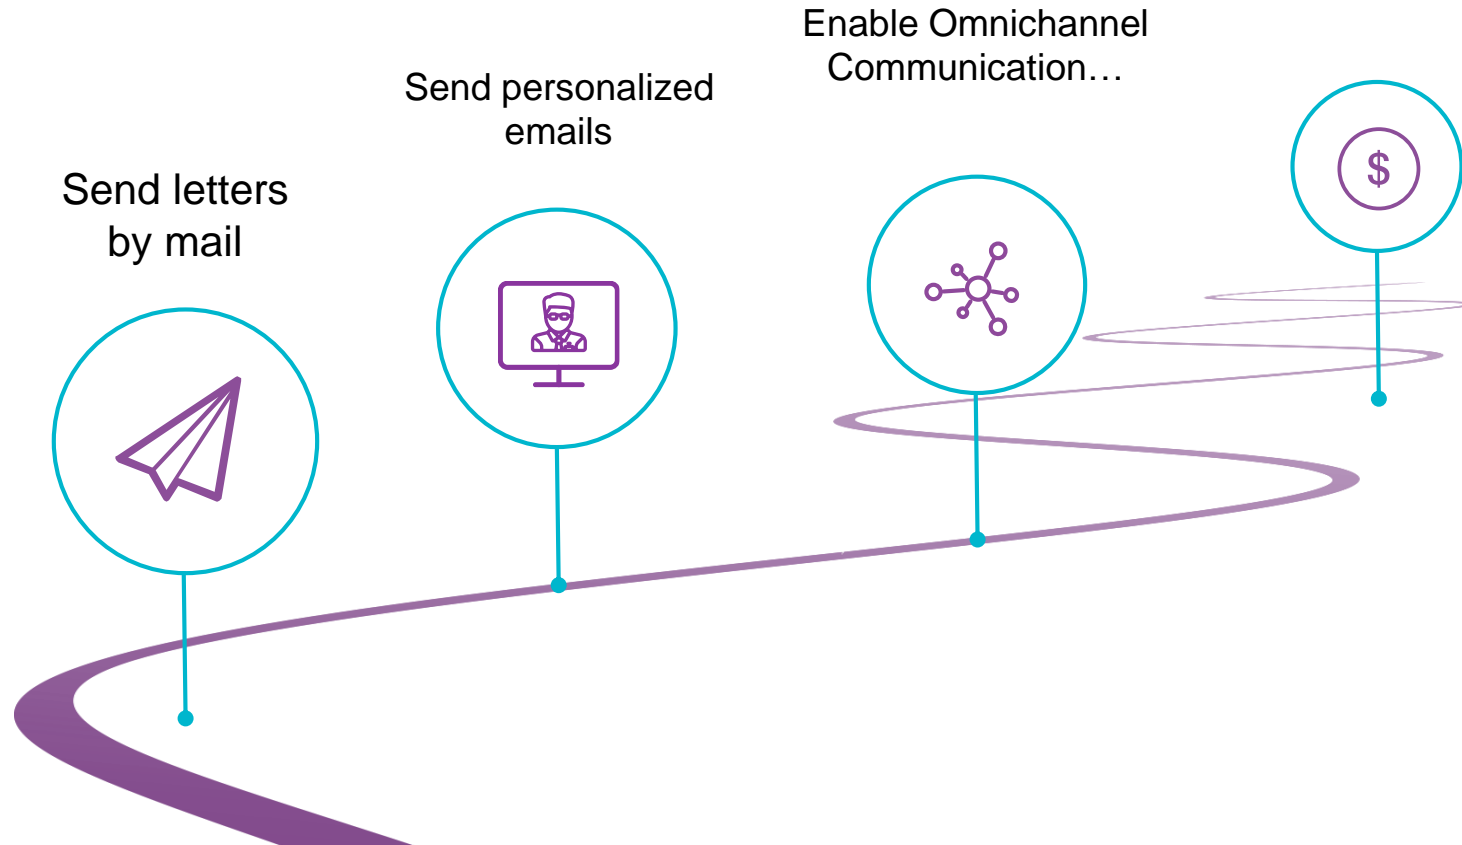 Send letters
by mail
Send personalized
emails
Enable Omnichannel
Communication…
$